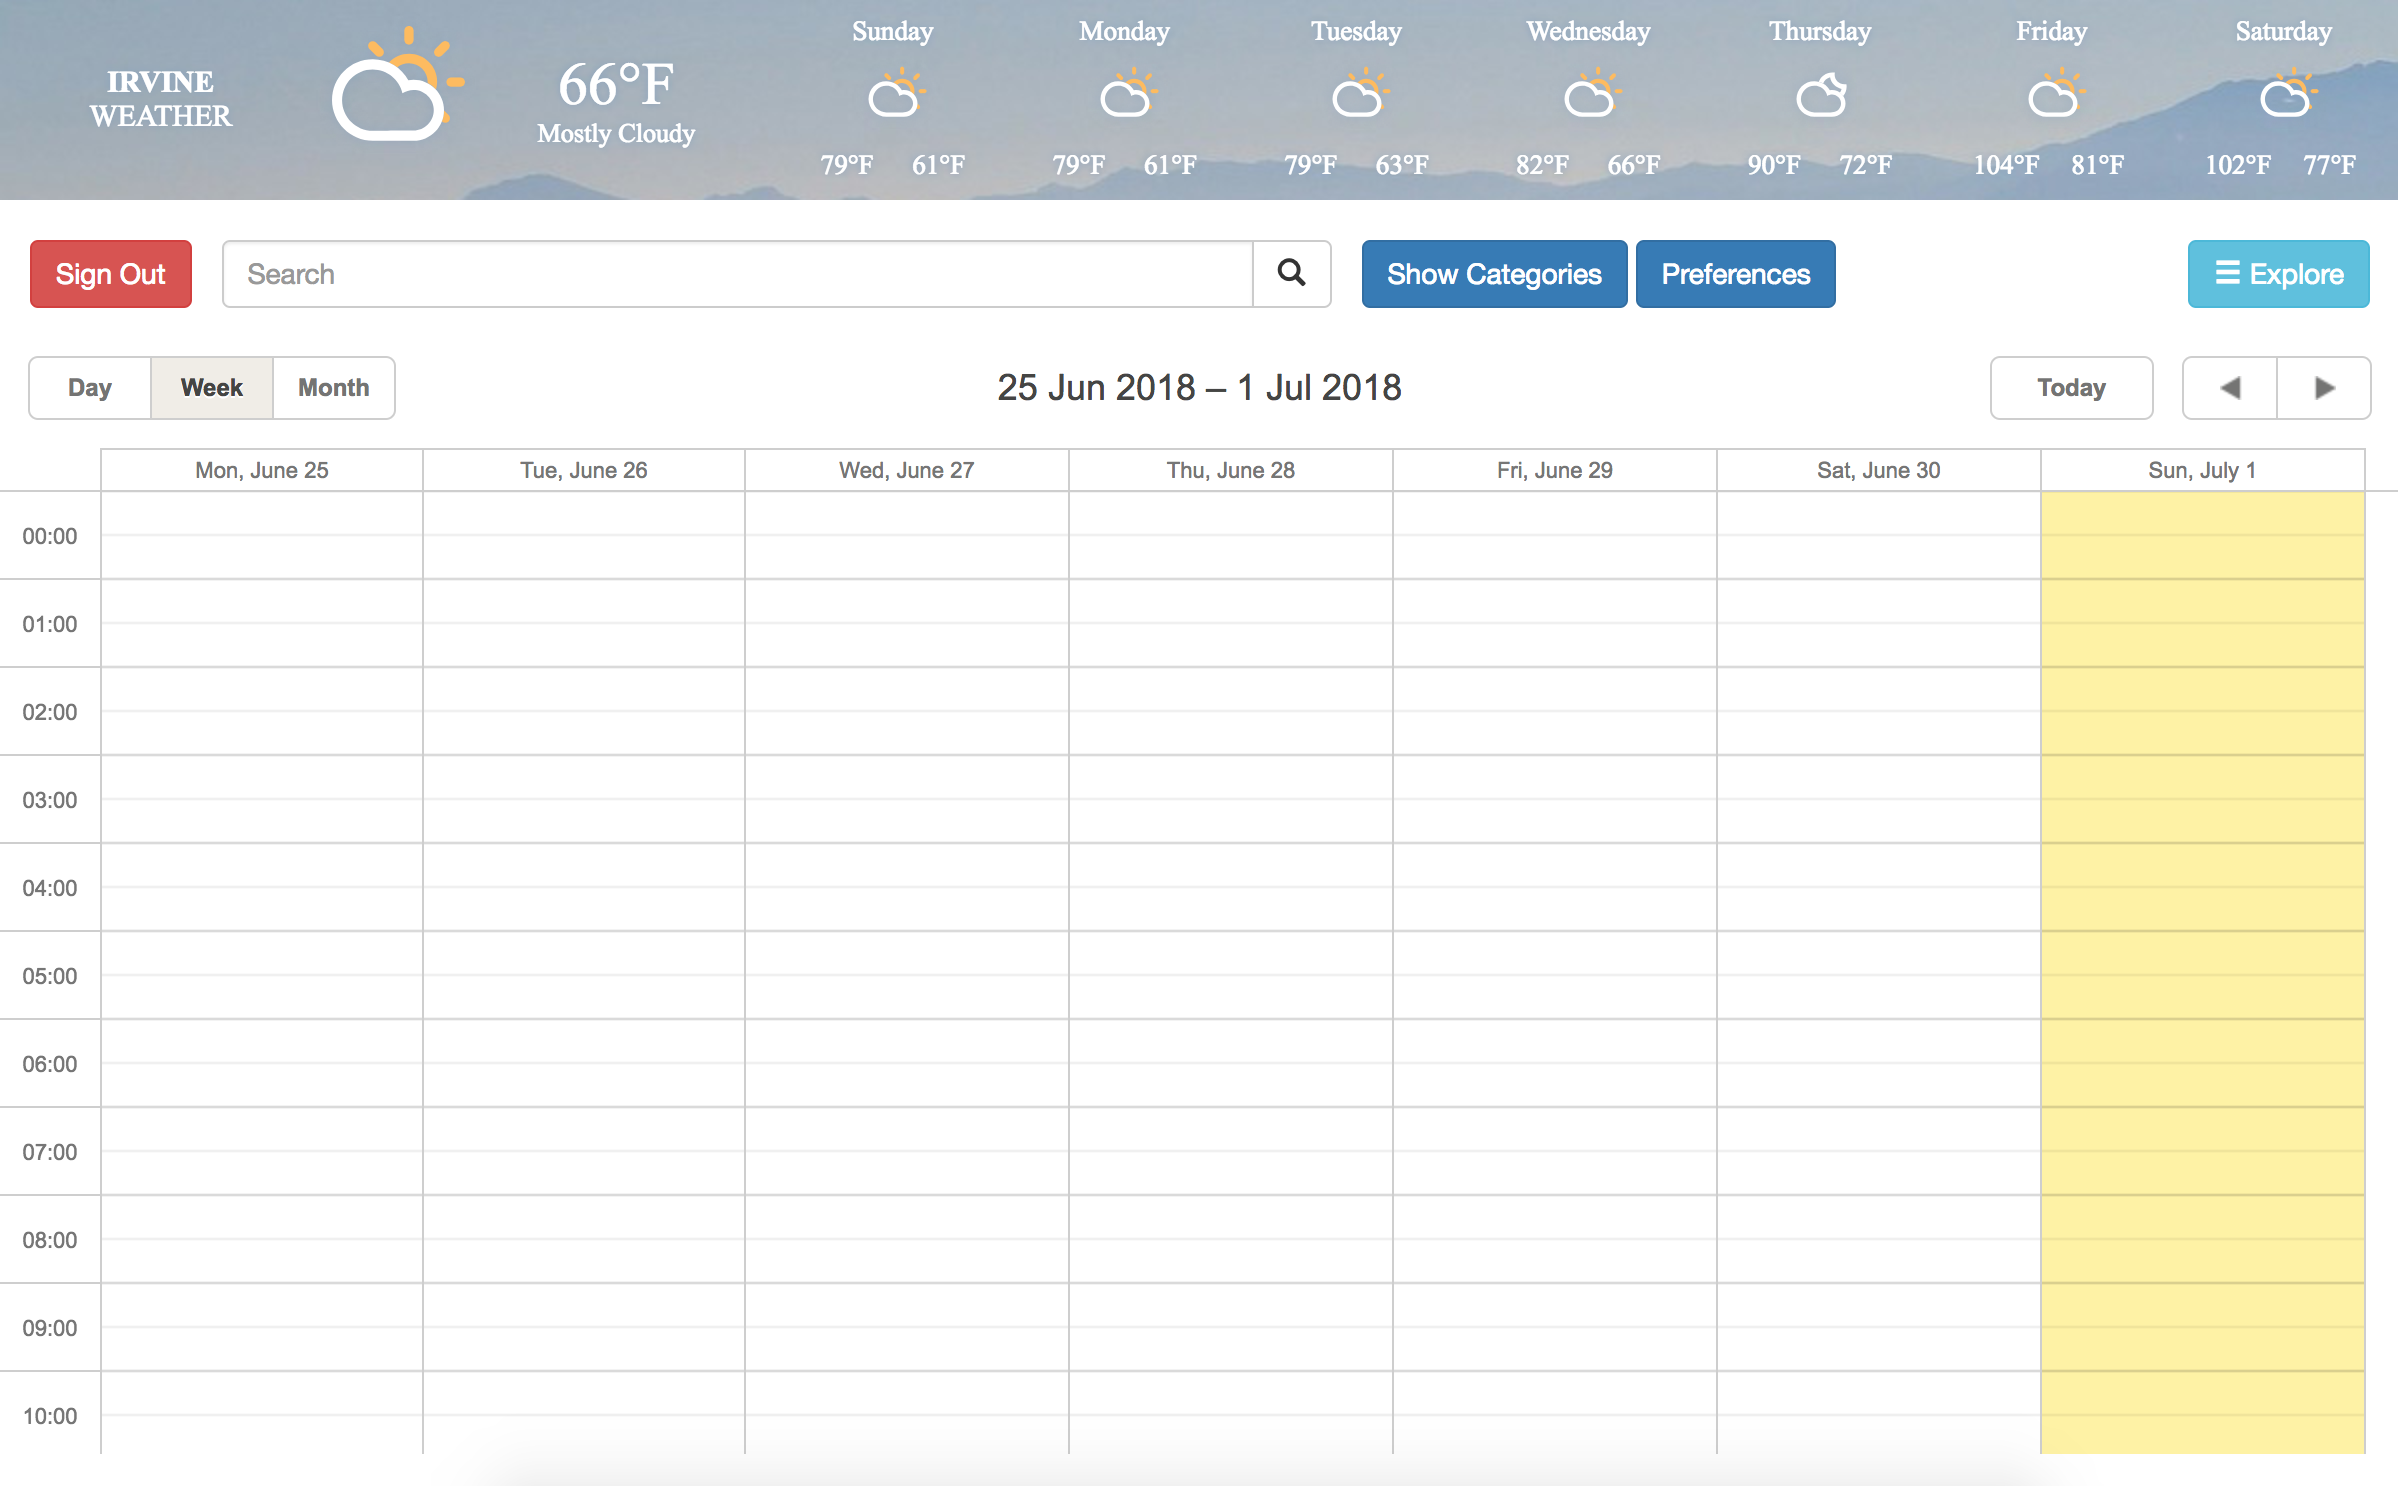 IRVINE
WEATHER
66°F
Mostly Cloudy
Sunday
79°F 61°F
Monday
79°F 61°F
Tuesday
79°F 63°F
Wednesday
82°F 66°F
Thursday
90°F 72°F
Friday
104°F 81°F
Saturday
102°F 77°F
Sign Out
Search
Show Categories
Preferences
Explore
Day
Week
Month
25 Jun 2018 – 1 Jul 2018
Today
Mon, June 25
Tue, June 26
Wed, June 27
Thu, June 28
Fri, June 29
Sat, June 30
Sun, July 1
00:00
01:00
02:00
03:00
04:00
05:00
06:00
07:00
08:00
09:00
10:00